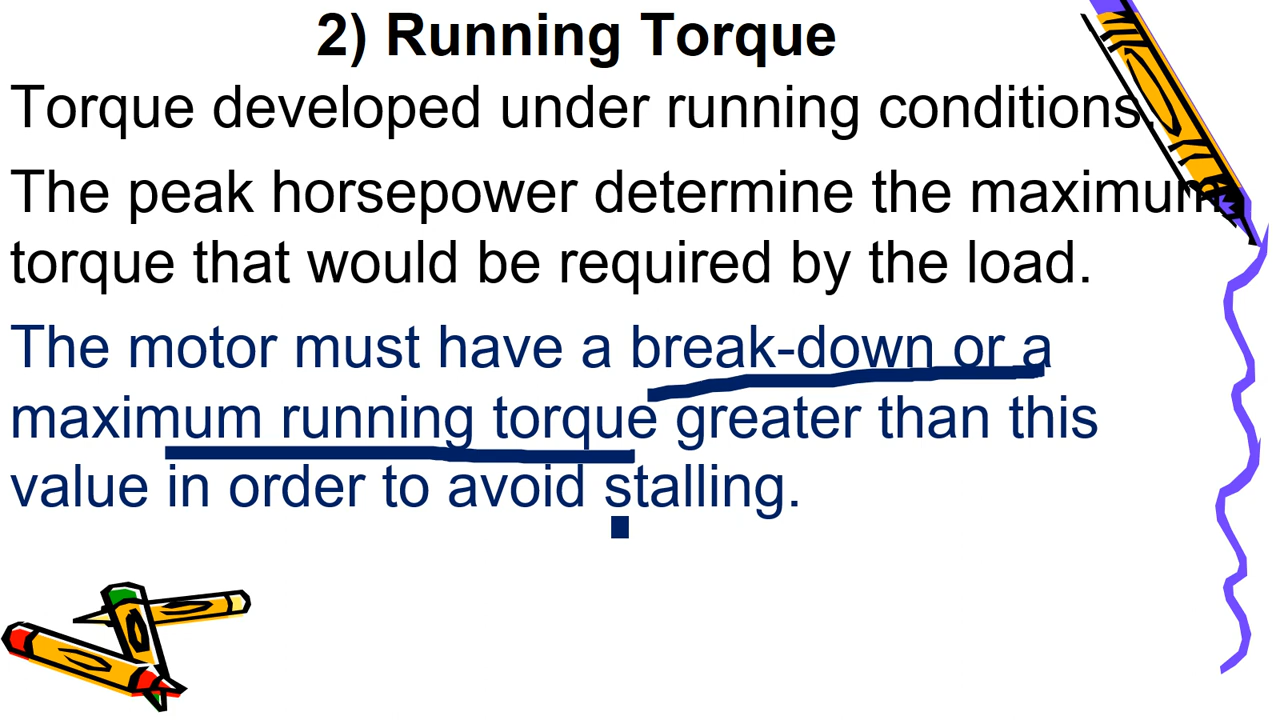 2) Running Torque
Torque developed under running conditions.
The peak horsepower determine the maximum
torque that would be required by the load.
The motor must have a break-down or a
maximum running torque greater than this
value in order to avoid stalling.